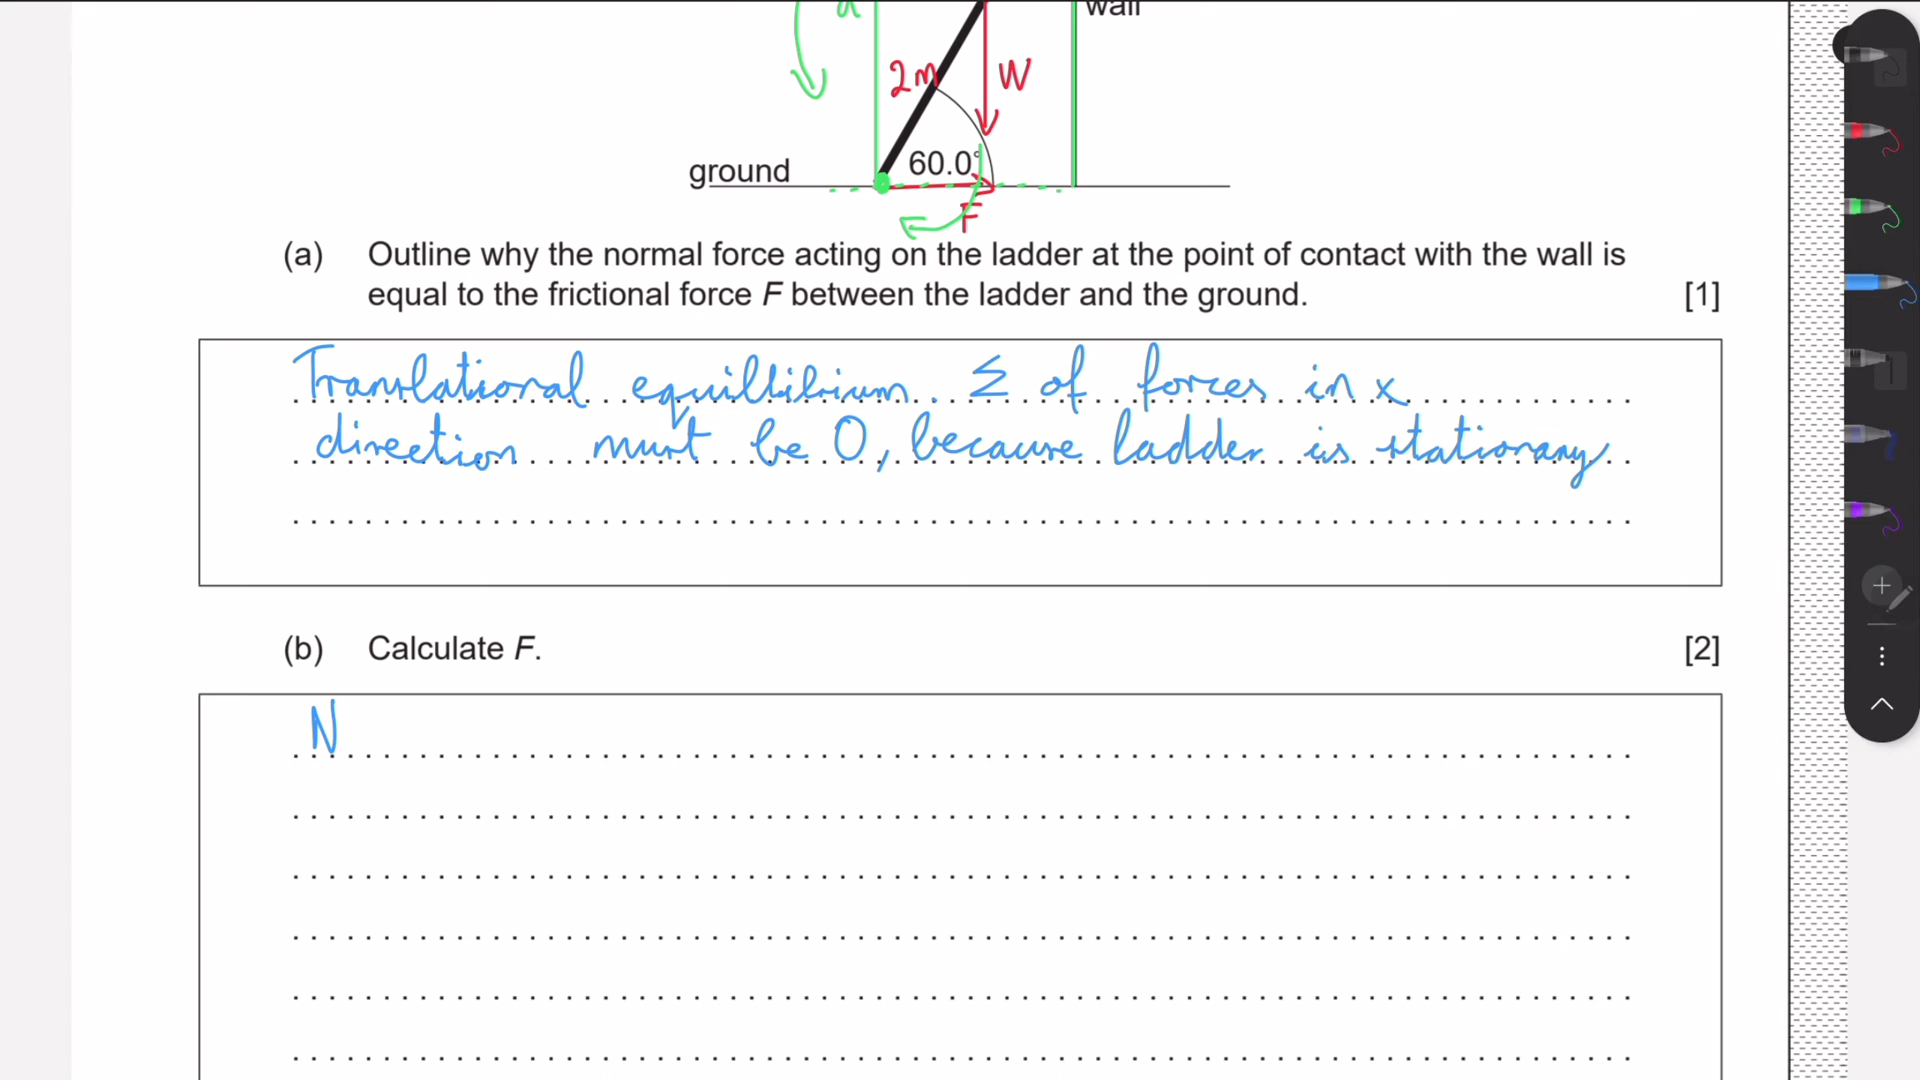 wall
d
2m
W
60.0°
ground
F
(a) Outline why the normal force acting on the ladder at the point of contact with the wall is
equal to the frictional force F between the ladder and the ground. [1]
Translational equillibrium. Σ of forces in x
direction must be 0, because ladder is stationary
(b) Calculate F. [2]
N